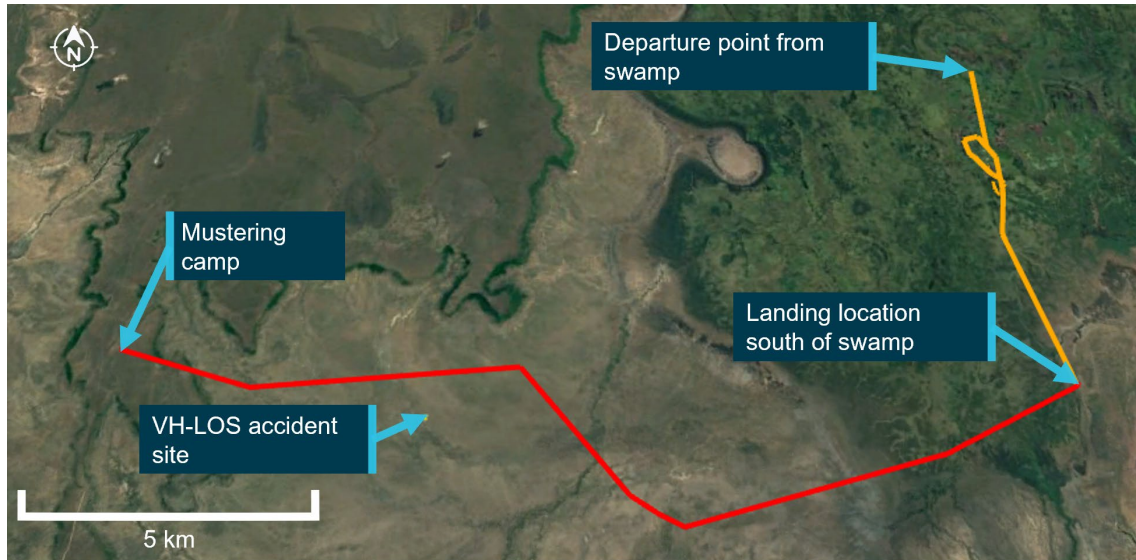 N
Departure point from
swamp
Mustering
camp
Landing location
south of swamp
VH-LOS accident
site
5 km